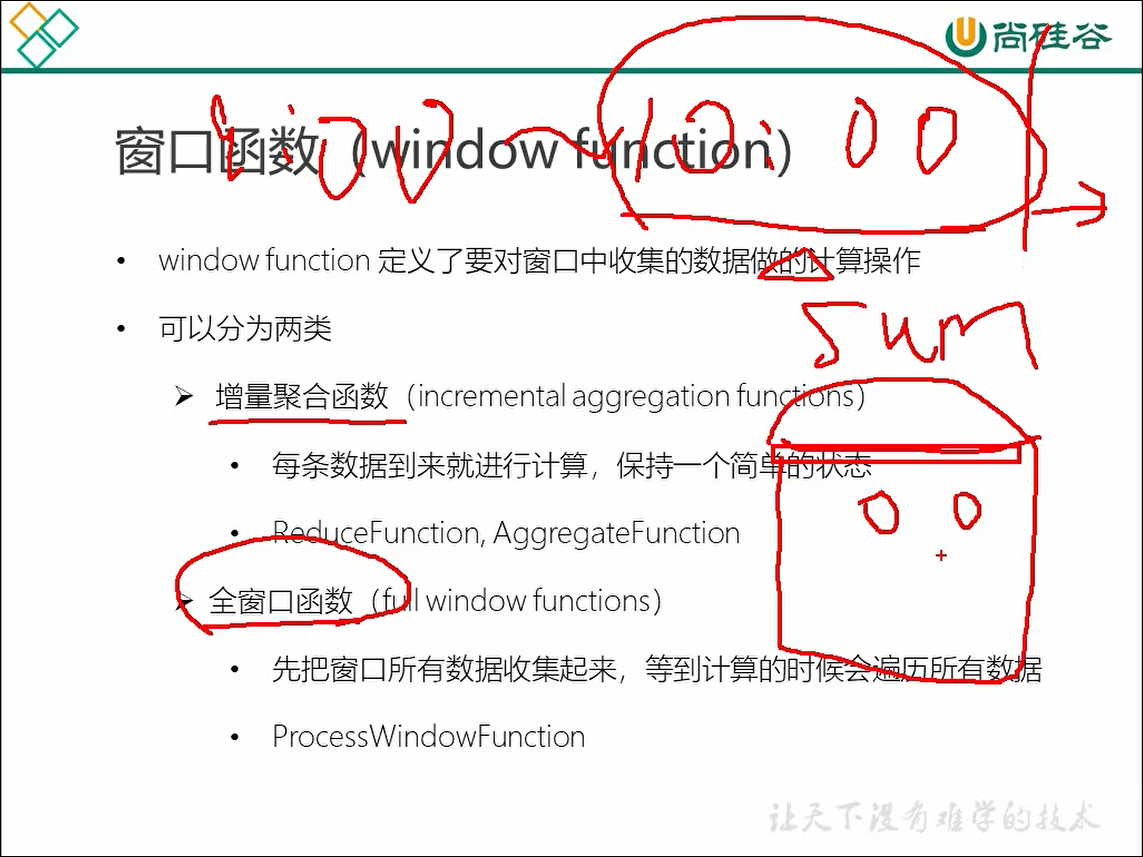 尚硅谷
窗口函数（window function）
10:00
• window function 定义了要对窗口中收集的数据做的计算操作
• 可以分为两类
sum
➢ 增量聚合函数（incremental aggregation functions）
• 每条数据到来就进行计算，保持一个简单的状态
• ReduceFunction, AggregateFunction
➢ 全窗口函数（full window functions）
• 先把窗口所有数据收集起来，等到计算的时候会遍历所有数据
• ProcessWindowFunction
让天下没有难学的技术